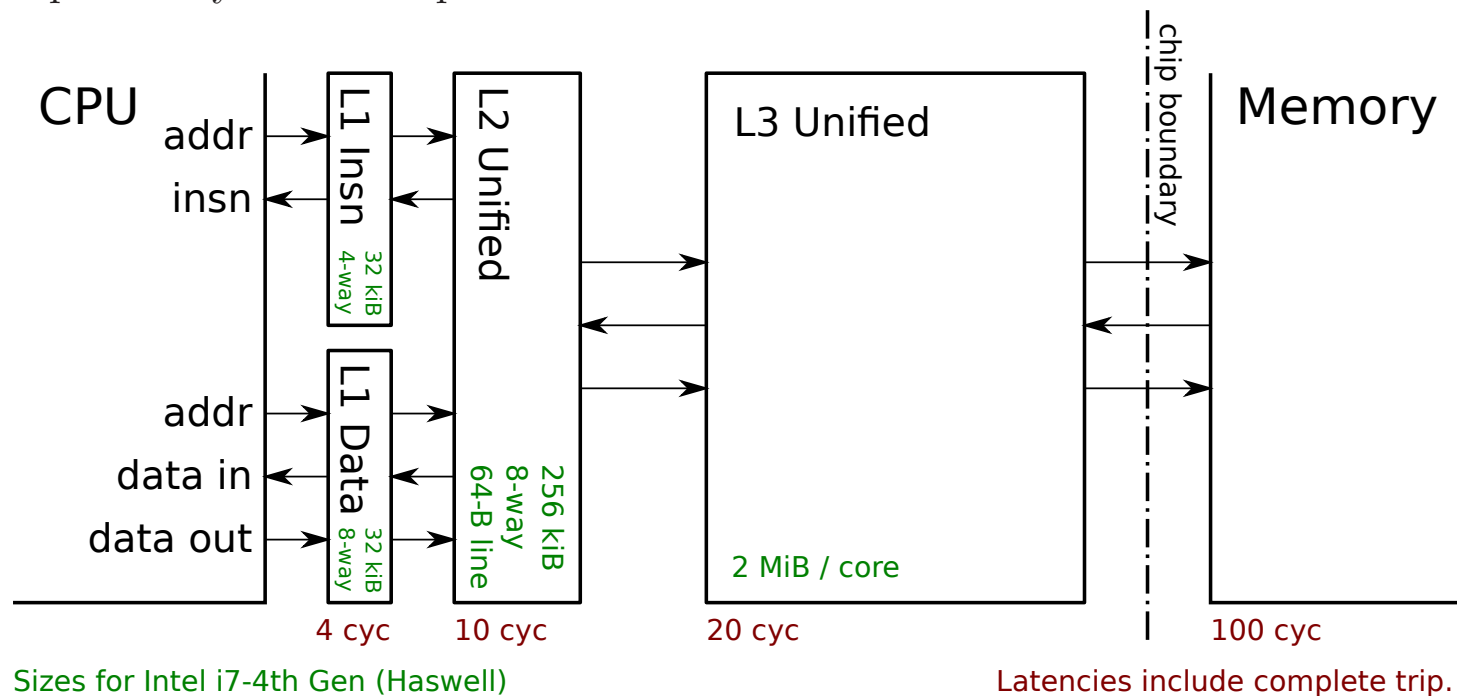 CPU
addr
insn
addr
data in
data out
L1 Insn
32 kiB
4-way
L1 Data
32 kiB
8-way
L2 Unified
256 kiB
8-way
64-B line
L3 Unified
2 MiB / core
chip boundary
Memory
4 cyc
10 cyc
20 cyc
100 cyc
Sizes for Intel i7-4th Gen (Haswell)
Latencies include complete trip.